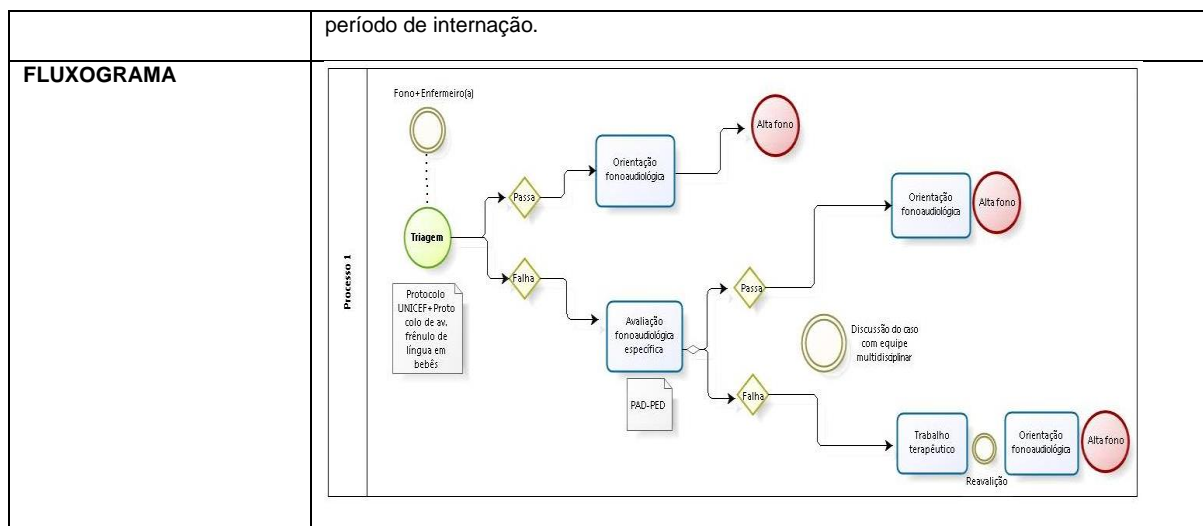 período de internação.
FLUXOGRAMA
Processo 1
Fono+Enfermeiro(a)
Triagem
Protocolo
UNICEF+Proto
colo de av.
frênulo de
língua em
bebês
Passa
Orientação
fonoaudiológica
Alta fono
Falha
Avaliação
fonoaudiológica
específica
PAD-PED
Passa
Orientação
fonoaudiológica
Alta fono
Discussão do caso
com equipe
multidisciplinar
Falha
Trabalho
terapêutico
Reavalição
Orientação
fonoaudiológica
Alta fono